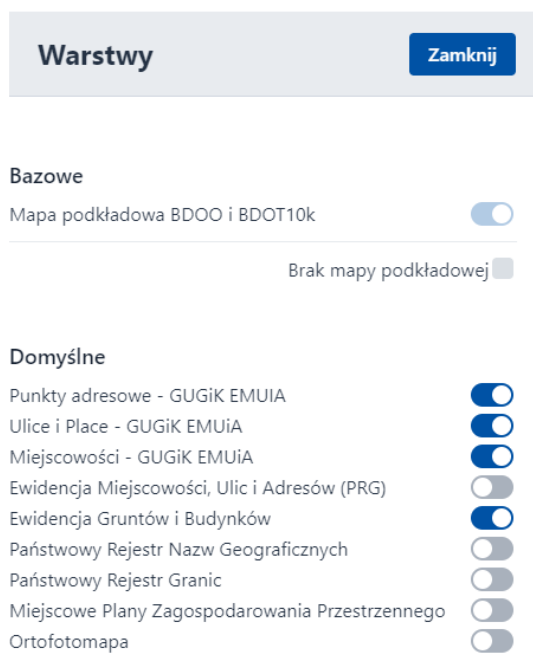 Warstwy
Zamknij
Bazowe
Mapa podkładowa BDOO i BDOT10k
Brak mapy podkładowej
Domyślne
Punkty adresowe - GUGiK EMUIA
Ulice i Place - GUGiK EMUiA
Miejscowości - GUGiK EMUiA
Ewidencja Miejscowości, Ulic i Adresów (PRG)
Ewidencja Gruntów i Budynków
Państwowy Rejestr Nazw Geograficznych
Państwowy Rejestr Granic
Miejscowe Plany Zagospodarowania Przestrzennego
Ortofotomapa